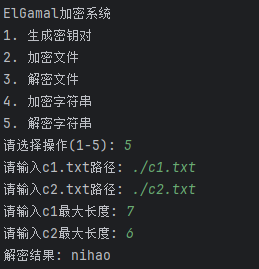 ElGamal加密系统
1. 生成密钥对
2. 加密文件
3. 解密文件
4. 加密字符串
5. 解密字符串
请选择操作(1-5): 5
请输入c1.txt路径: ./c1.txt
请输入c2.txt路径: ./c2.txt
请输入c1最大长度: 7
请输入c2最大长度: 6
解密结果: nihao